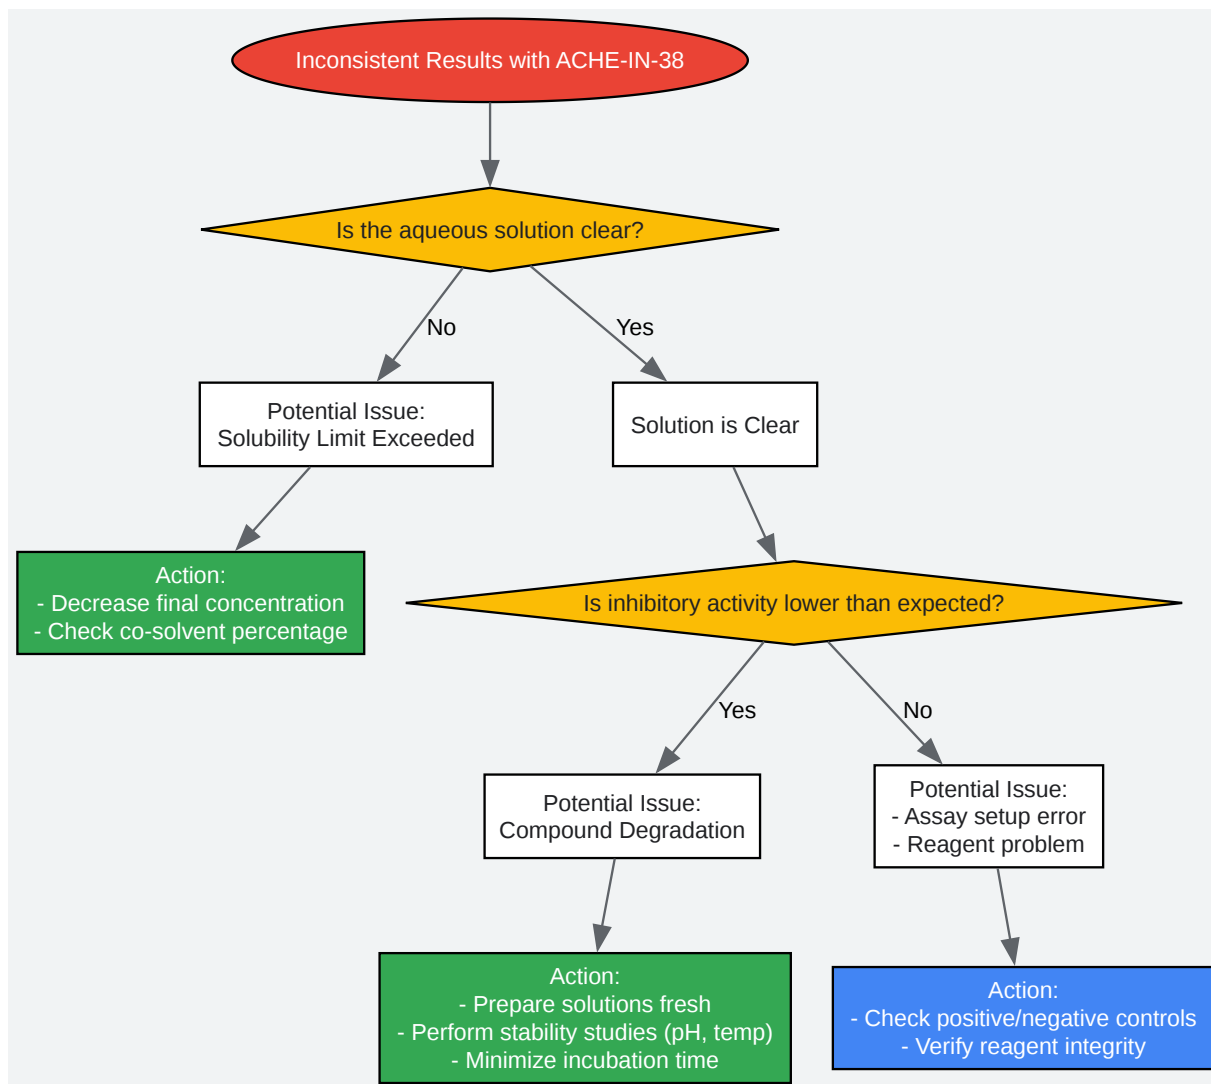 Inconsistent Results with ACHE-IN-38
Is the aqueous solution clear?
No
Yes
Potential Issue:
Solubility Limit Exceeded
Solution is Clear
Action:
- Decrease final concentration
- Check co-solvent percentage
Is inhibitory activity lower than expected?
Yes
No
Potential Issue:
Compound Degradation
Potential Issue:
- Assay setup error
- Reagent problem
Action:
- Prepare solutions fresh
- Perform stability studies (pH, temp)
- Minimize incubation time
Action:
- Check positive/negative controls
- Verify reagent integrity